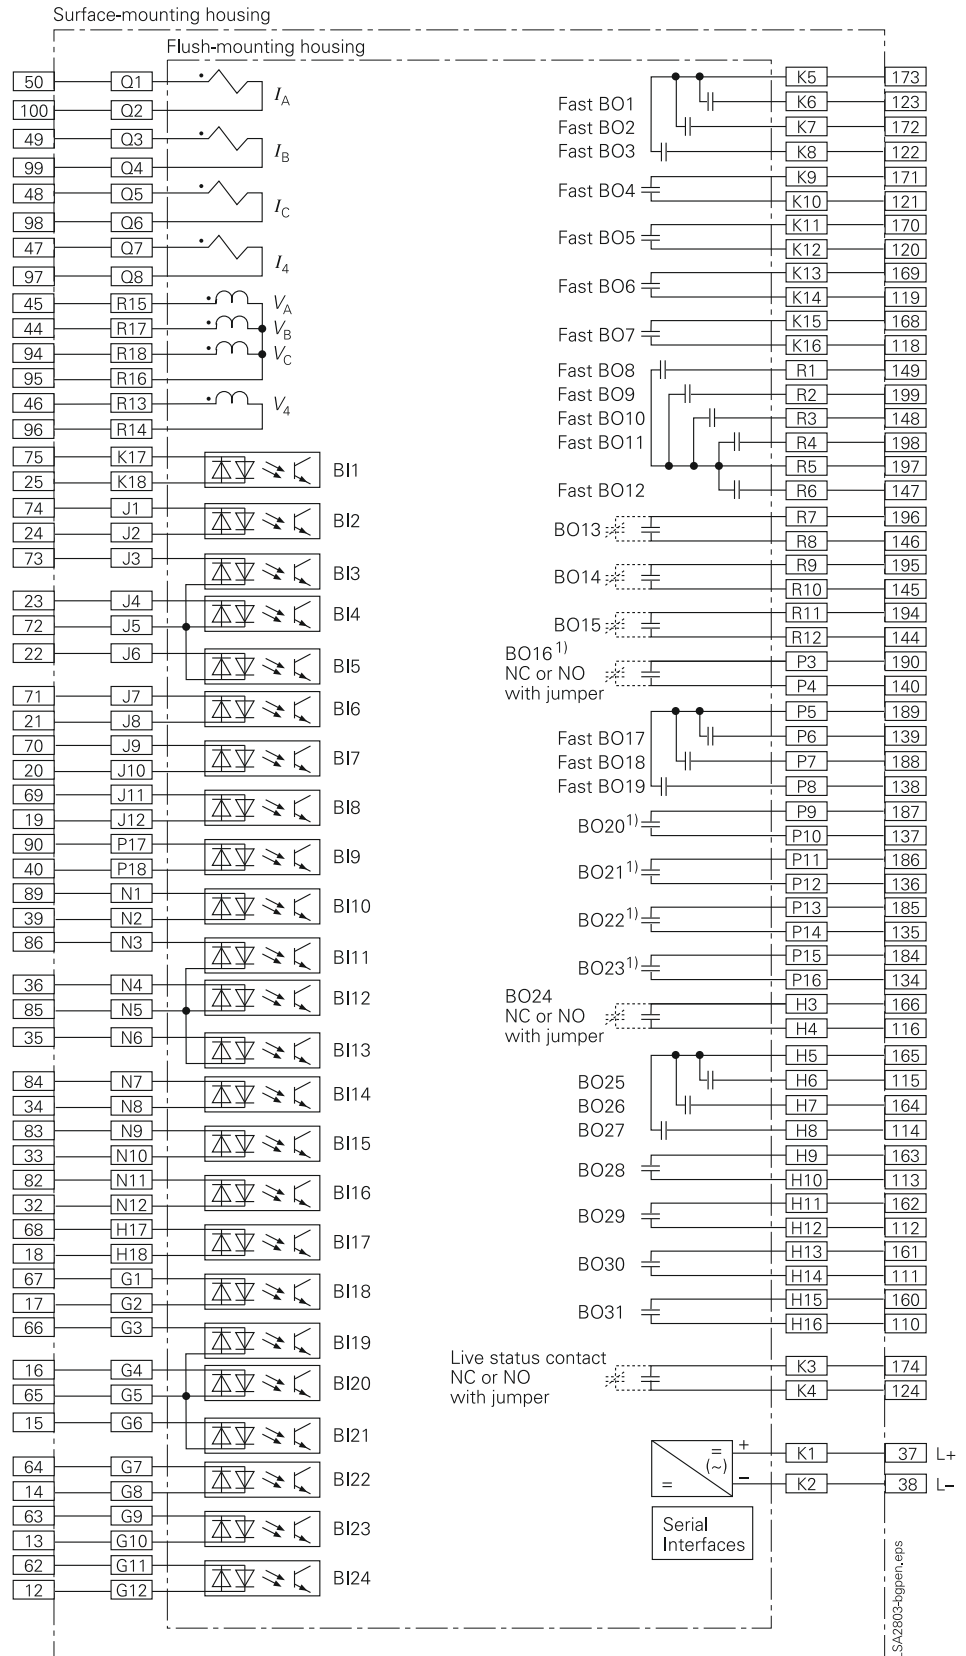 Surface-mounting housing
Flush-mounting housing
50 Q1
100 Q2
I_A
49 Q3
99 Q4
I_B
48 Q5
98 Q6
I_C
47 Q7
97 Q8
I_4
45 R15 V_A
44 R17 V_B
94 R18 V_C
95 R16
46 R13
96 R14
V_4
75 K17
25 K18
BI1
74 J1
24 J2
BI2
73 J3
BI3
23 J4
72 J5
BI4
22 J6
BI5
71 J7
21 J8
BI6
70 J9
20 J10
BI7
69 J11
19 J12
BI8
90 P17
40 P18
BI9
89 N1
39 N2
BI10
86 N3
BI11
36 N4
85 N5
BI12
35 N6
BI13
84 N7
34 N8
BI14
83 N9
33 N10
BI15
82 N11
32 N12
BI16
68 H17
18 H18
BI17
67 G1
17 G2
BI18
66 G3
BI19
16 G4
65 G5
BI20
15 G6
BI21
64 G7
14 G8
BI22
63 G9
13 G10
BI23
62 G11
12 G12
BI24
K5 173
Fast BO1 K6 123
Fast BO2 K7 172
Fast BO3 K8 122
K9 171
Fast BO4
K10 121
K11 170
Fast BO5
K12 120
K13 169
Fast BO6
K14 119
K15 168
Fast BO7
K16 118
Fast BO8 R1 149
Fast BO9 R2 199
Fast BO10 R3 148
Fast BO11 R4 198
R5 197
Fast BO12 R6 147
R7 196
BO13
R8 146
R9 195
BO14
R10 145
R11 194
BO15
R12 144
BO16 1)
NC or NO
with jumper
P3 190
P4 140
P5 189
Fast BO17 P6 139
Fast BO18 P7 188
Fast BO19 P8 138
P9 187
BO20 1)
P10 137
P11 186
BO21 1)
P12 136
P13 185
BO22 1)
P14 135
P15 184
BO23 1)
P16 134
BO24
NC or NO
with jumper
H3 166
H4 116
H5 165
BO25 H6 115
BO26 H7 164
BO27 H8 114
H9 163
BO28
H10 113
H11 162
BO29
H12 112
H13 161
BO30
H14 111
H15 160
BO31
H16 110
Live status contact
NC or NO
with jumper
K3 174
K4 124
= (~) =
+ K1 37 L+
− K2 38 L−
Serial
Interfaces
LSA2803-bgpen.eps